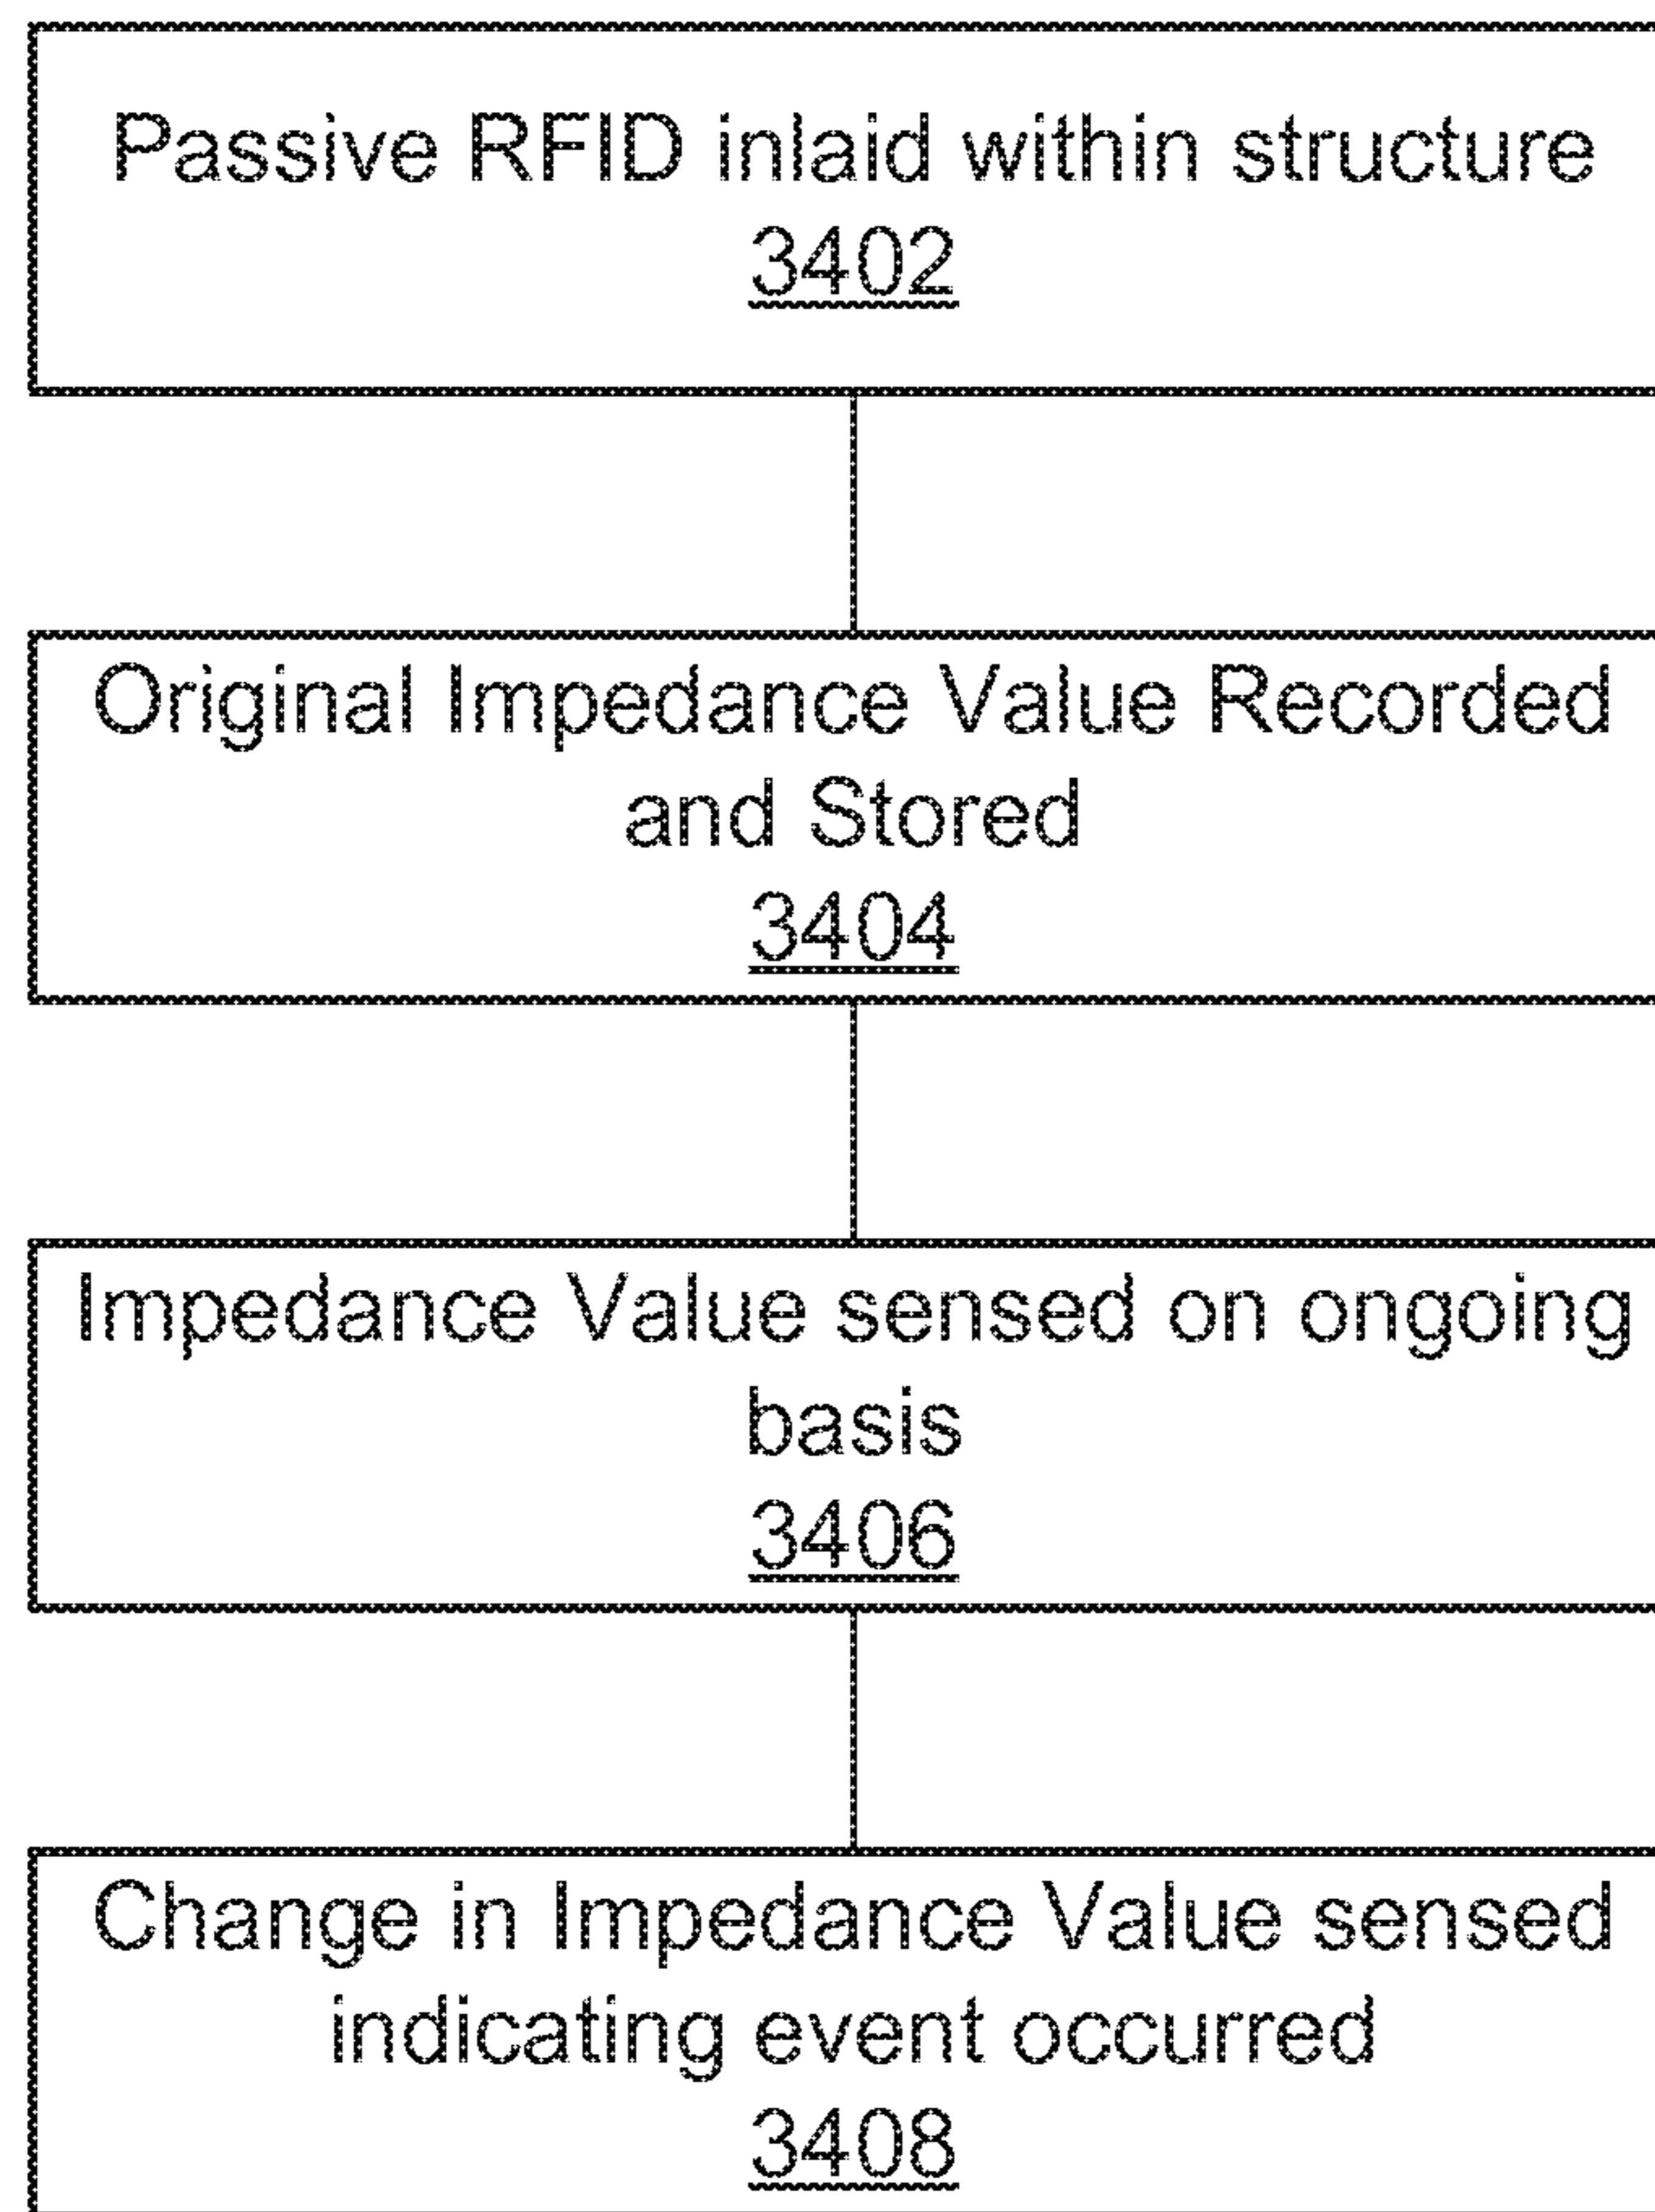 Passive RFID inlaid within structure
3402
Original Impedance Value Recorded
and Stored
3404
Impedance Value sensed on ongoing
basis
3406
Change in Impedance Value sensed
indicating event occurred
3408